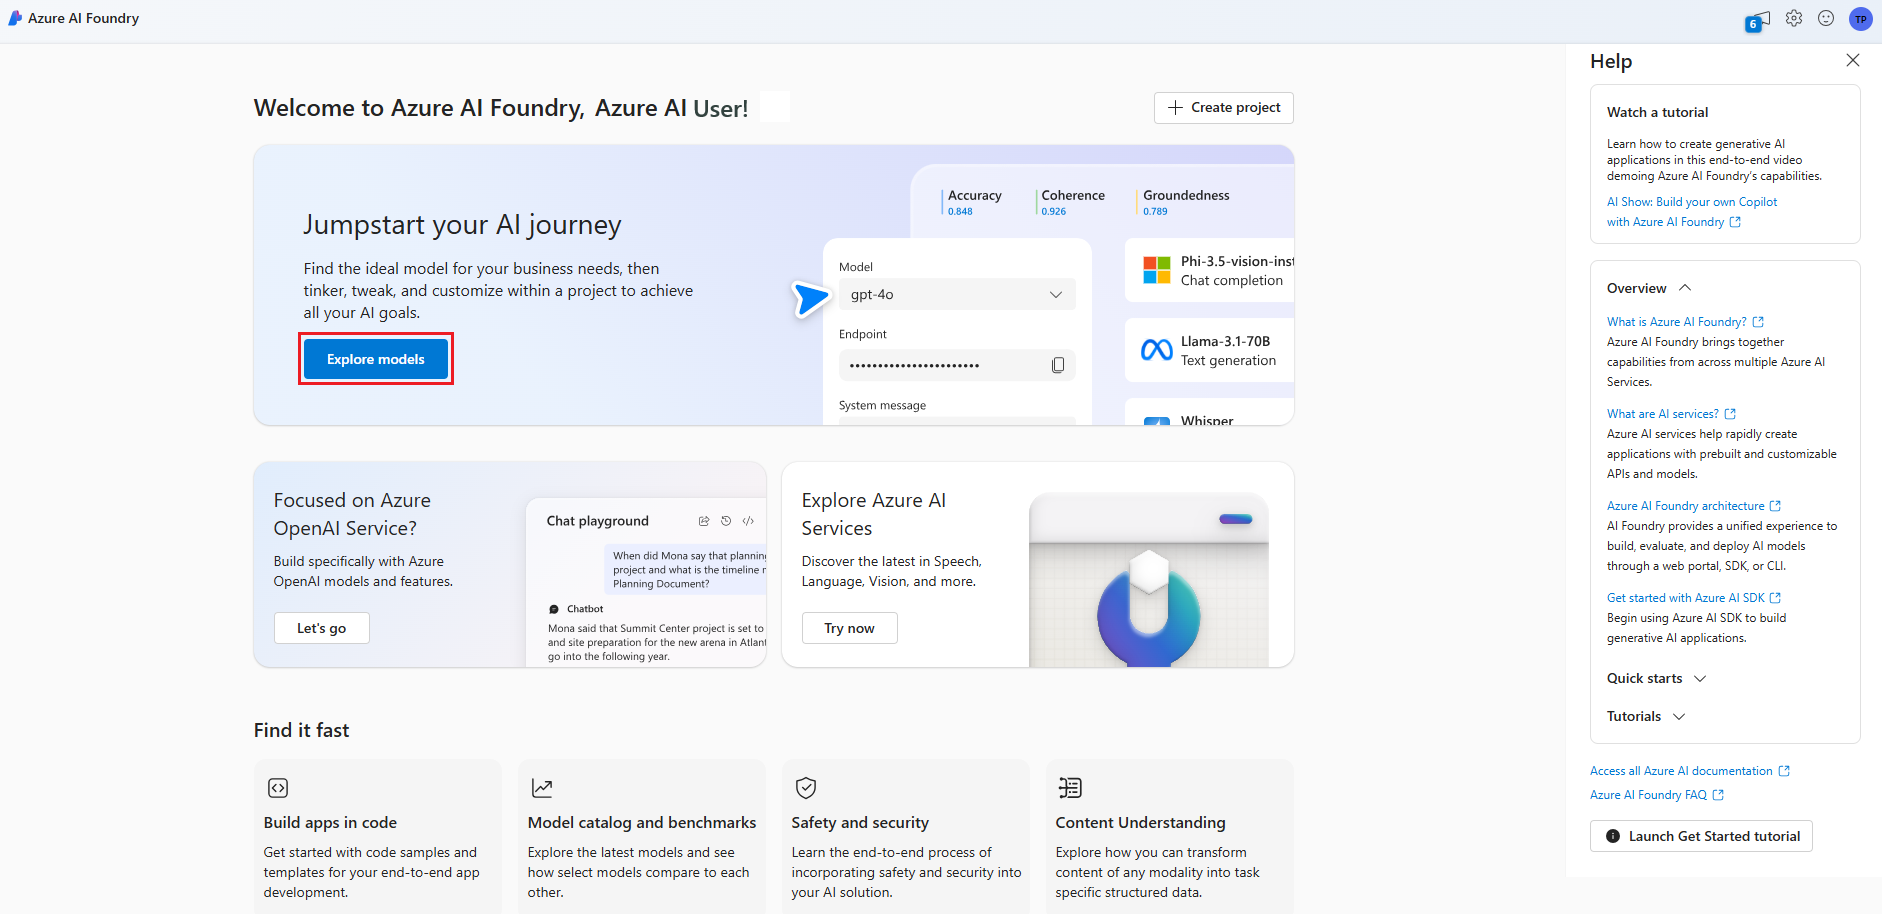 Azure AI Foundry
6
TP
Welcome to Azure AI Foundry, Azure AI User!
Create project
Jumpstart your AI journey
Find the ideal model for your business needs, then
tinker, tweak, and customize within a project to achieve
all your AI goals.
Explore models
Accuracy
0.848
Coherence
0.926
Groundedness
0.789
Model
gpt-4o
Endpoint
System message
Phi-3.5-vision-inst
Chat completion
Llama-3.1-70B
Text generation
Whisper
Focused on Azure
OpenAI Service?
Build specifically with Azure
OpenAI models and features.
Let's go
Chat playground
When did Mona say that planning
project and what is the timeline
Planning Document?
Chatbot
Mona said that Summit Center project is set to
and site preparation for the new arena in Atlant
go into the following year.
Explore Azure AI
Services
Discover the latest in Speech,
Language, Vision, and more.
Try now
Find it fast
Build apps in code
Get started with code samples and
templates for your end-to-end app
development.
Model catalog and benchmarks
Explore the latest models and see
how select models compare to each
other.
Safety and security
Learn the end-to-end process of
incorporating safety and security into
your AI solution.
Content Understanding
Explore how you can transform
content of any modality into task
specific structured data.
Help
Watch a tutorial
Learn how to create generative AI
applications in this end-to-end video
demoing Azure AI Foundry's capabilities.
AI Show: Build your own Copilot
with Azure AI Foundry
Overview
What is Azure AI Foundry?
Azure AI Foundry brings together
capabilities from across multiple Azure AI
Services.
What are AI services?
Azure AI services help rapidly create
applications with prebuilt and customizable
APIs and models.
Azure AI Foundry architecture
AI Foundry provides a unified experience to
build, evaluate, and deploy AI models
through a web portal, SDK, or CLI.
Get started with Azure AI SDK
Begin using Azure AI SDK to build
generative AI applications.
Quick starts
Tutorials
Access all Azure AI documentation
Azure AI Foundry FAQ
Launch Get Started tutorial